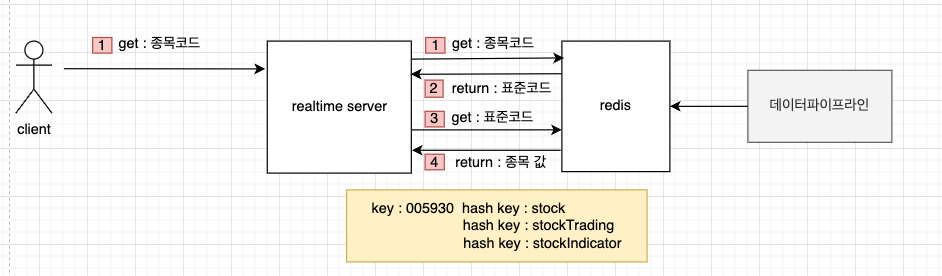 1 get : 종목코드
1 get : 종목코드
2 return : 표준코드
3 get : 표준코드
4 return : 종목 값
client
realtime server
redis
데이터파이프라인
key : 005930 hash key : stock
hash key : stockTrading
hash key : stockIndicator